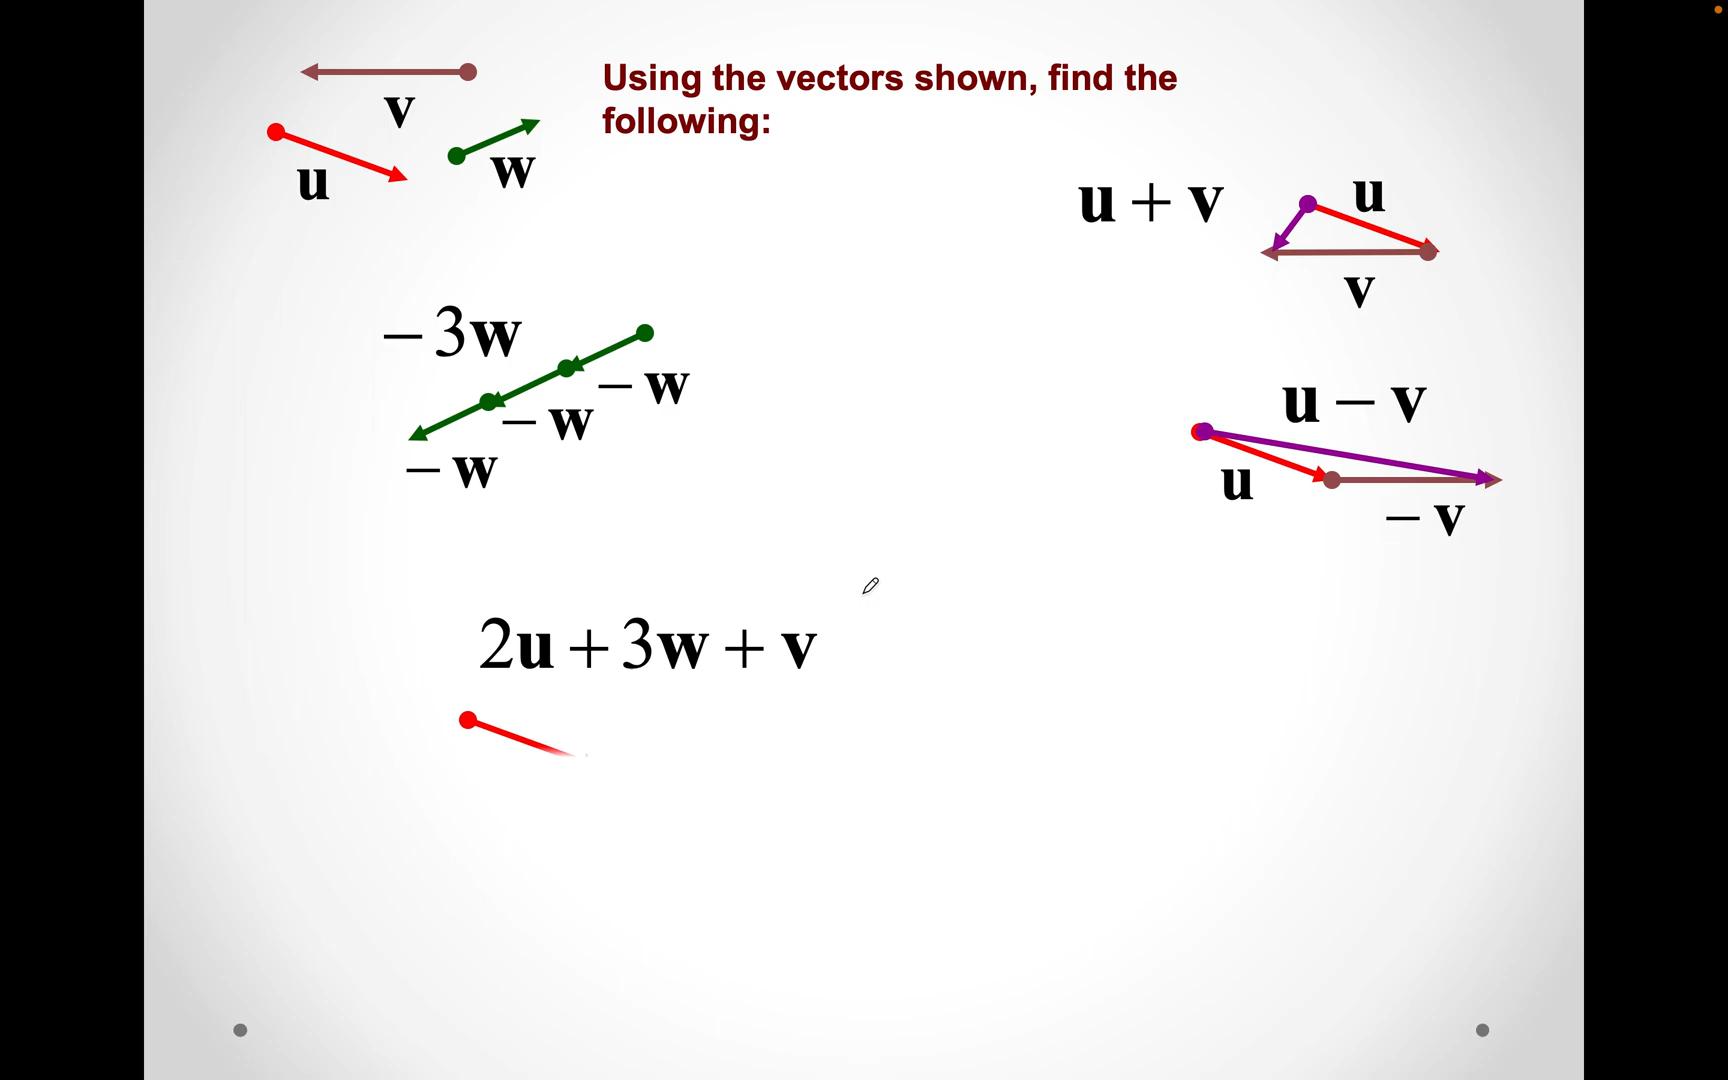 Using the vectors shown, find the
following:
v
u
w
u + v
u
v
− 3w
− w
− w
− w
u − v
u
− v
2u + 3w + v